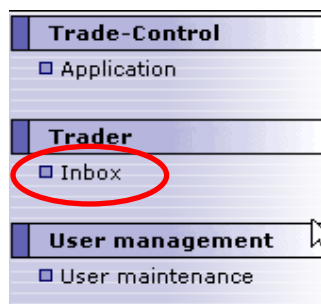 Trade-Control
Application
Trader
Inbox
User management
User maintenance